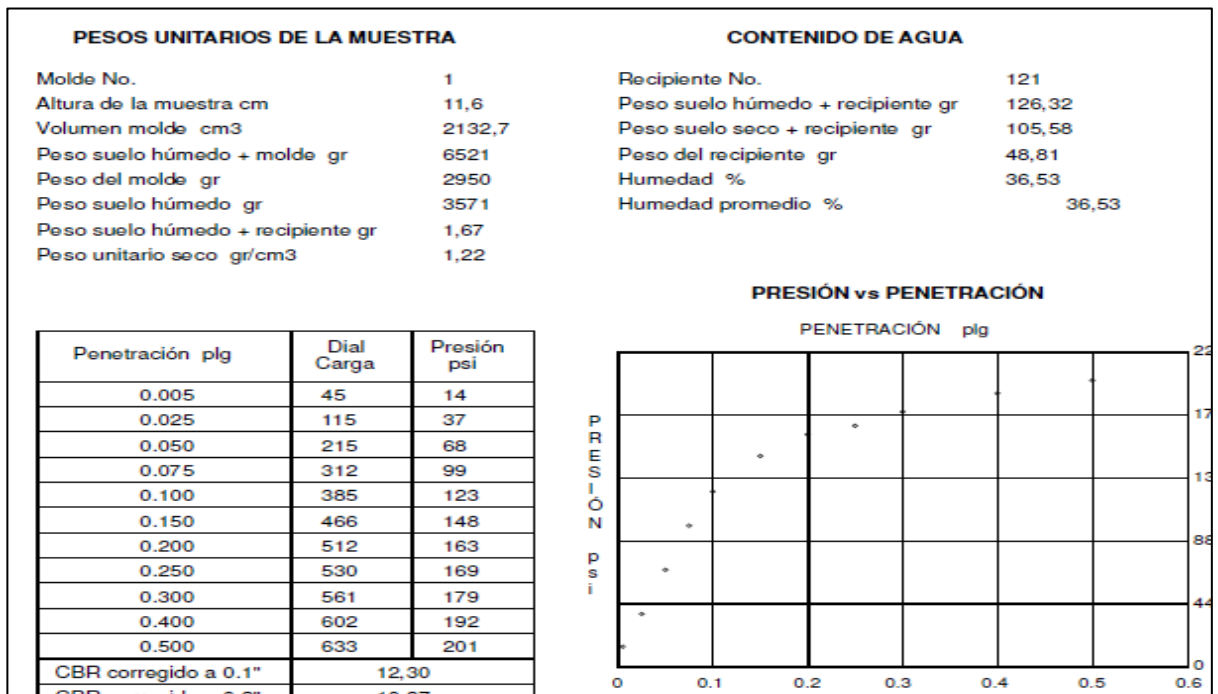 PESOS UNITARIOS DE LA MUESTRA
Molde No. 1
Altura de la muestra cm 11,6
Volumen molde cm3 2132,7
Peso suelo húmedo + molde gr 6521
Peso del molde gr 2950
Peso suelo húmedo gr 3571
Peso suelo húmedo + recipiente gr 1,67
Peso unitario seco gr/cm3 1,22
CONTENIDO DE AGUA
Recipiente No. 121
Peso suelo húmedo + recipiente gr 126,32
Peso suelo seco + recipiente gr 105,58
Peso del recipiente gr 48,81
Humedad % 36,53
Humedad promedio % 36,53
Penetración plg Dial Carga Presión psi
0.005 45 14
0.025 115 37
0.050 215 68
0.075 312 99
0.100 385 123
0.150 466 148
0.200 512 163
0.250 530 169
0.300 561 179
0.400 602 192
0.500 633 201
CBR corregido a 0.1" 12,30
PRESIÓN vs PENETRACIÓN
PENETRACIÓN plg
PRESIÓN psi
22
17
13
88
44
0
0 0.1 0.2 0.3 0.4 0.5 0.6